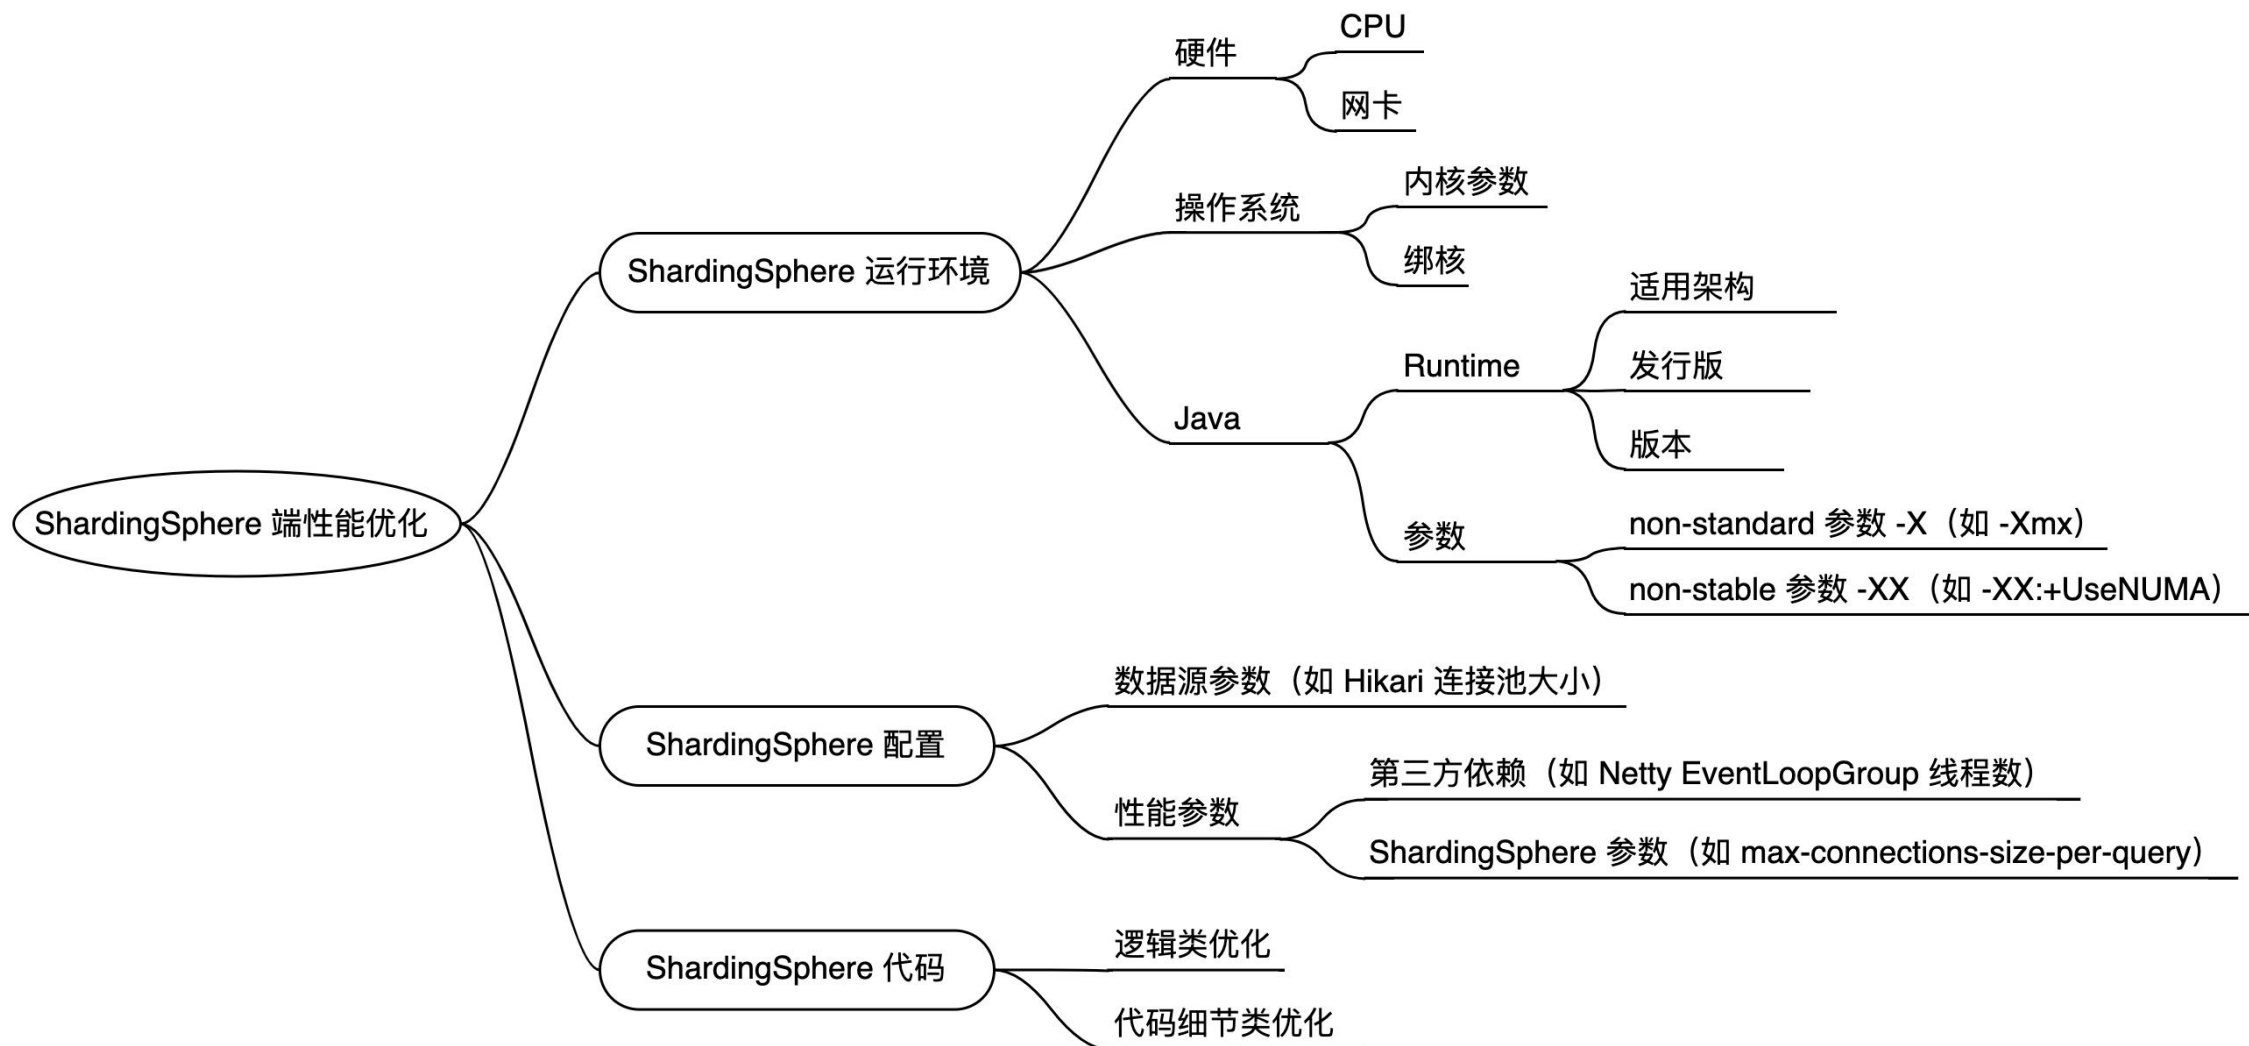 ShardingSphere 端性能优化
ShardingSphere 运行环境
硬件
CPU
网卡
操作系统
内核参数
绑核
Java
Runtime
适用架构
发行版
版本
参数
non-standard 参数 -X（如 -Xmx）
non-stable 参数 -XX（如 -XX:+UseNUMA）
ShardingSphere 配置
数据源参数（如 Hikari 连接池大小）
性能参数
第三方依赖（如 Netty EventLoopGroup 线程数）
ShardingSphere 参数（如 max-connections-size-per-query）
ShardingSphere 代码
逻辑类优化
代码细节类优化